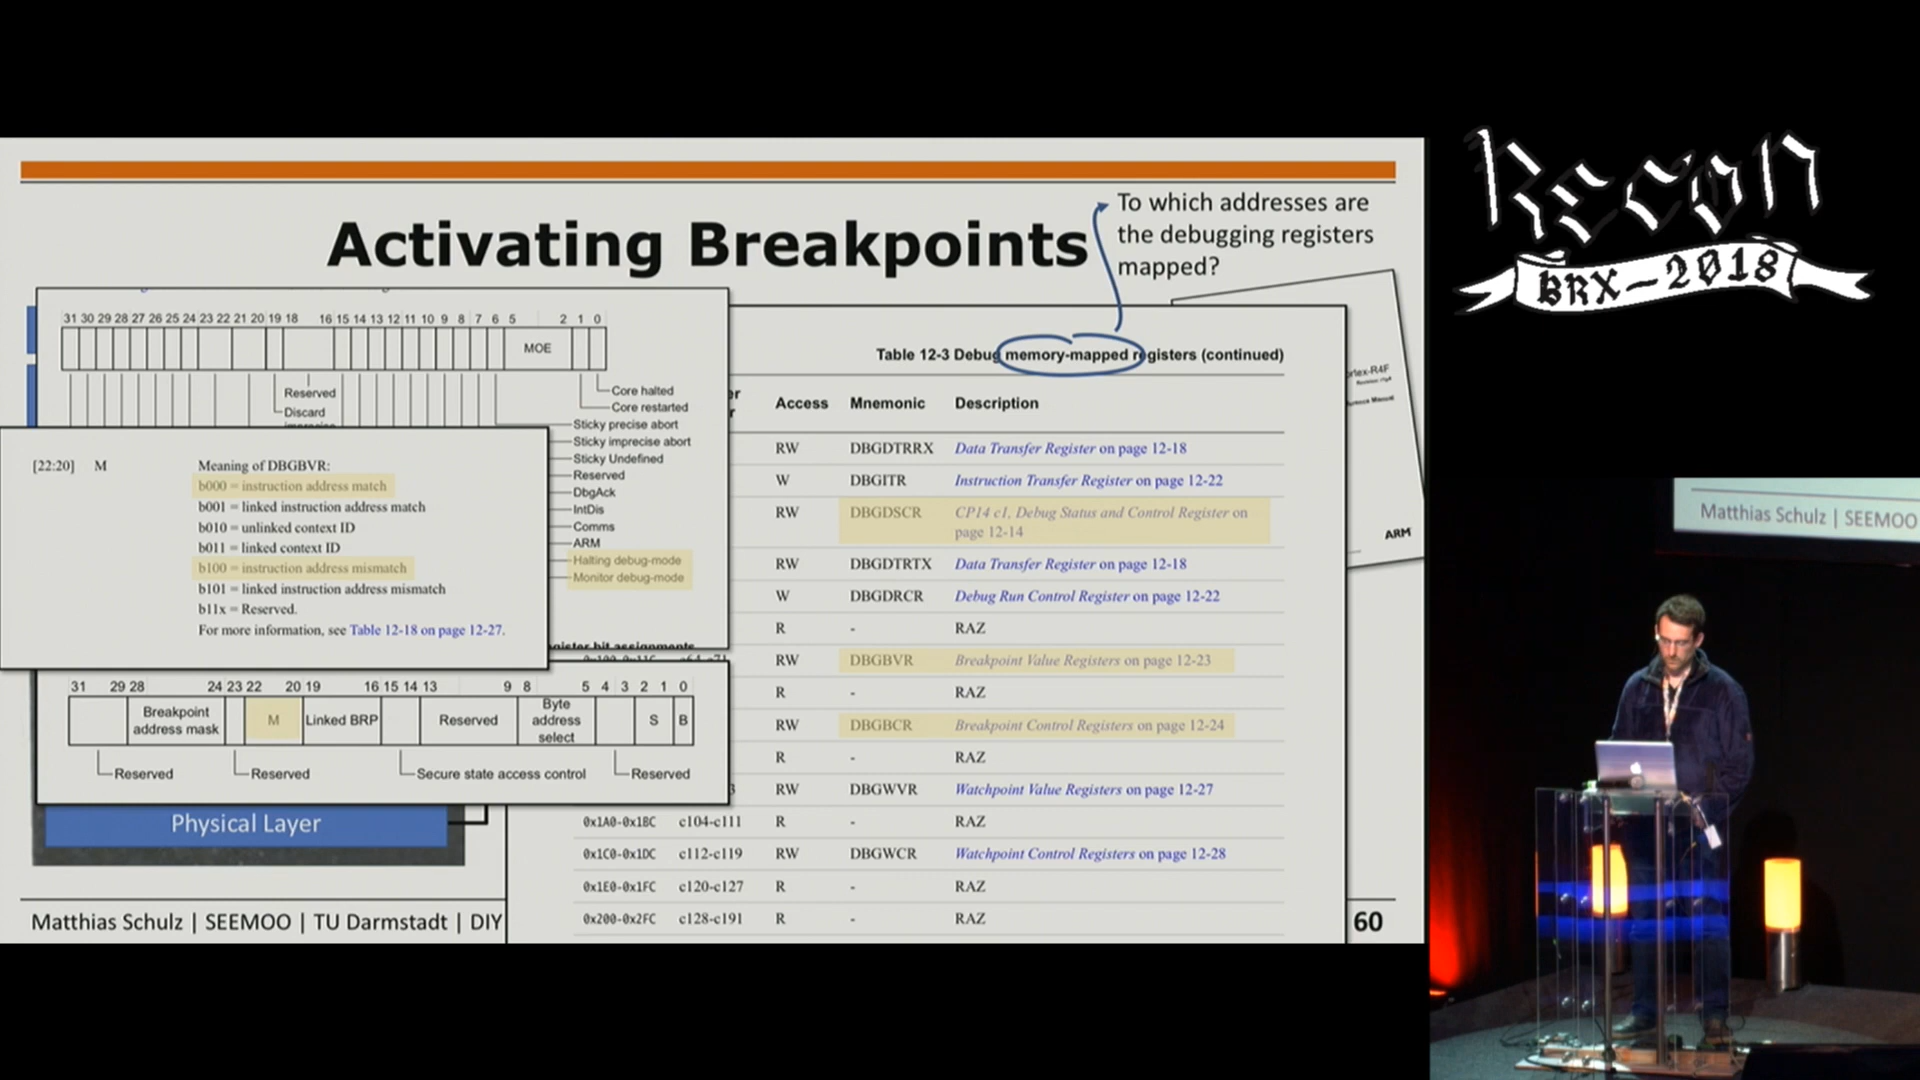 Activating Breakpoints
To which addresses are
the debugging registers
mapped?
31 30 29 28 27 26 25 24 23 22 21 20 19 18 16 15 14 13 12 11 10 9 8 7 6 5 2 1 0
MOE
Reserved
Discard
Core halted
Core restarted
Sticky precise abort
Sticky imprecise abort
Sticky Undefined
Reserved
DbgAck
IntDis
Comms
ARM
Halting debug-mode
Monitor debug-mode
[22:20] M Meaning of DBGBVR:
b000 = instruction address match
b001 = linked instruction address match
b010 = unlinked context ID
b011 = linked context ID
b100 = instruction address mismatch
b101 = linked instruction address mismatch
b11x = Reserved.
For more information, see Table 12-18 on page 12-27.
31 29 28 24 23 22 20 19 16 15 14 13 9 8 5 4 3 2 1 0
Breakpoint address mask M Linked BRP Reserved Byte address select S B
Reserved Reserved Secure state access control Reserved
Physical Layer
Table 12-3 Debug memory-mapped registers (continued)
Access Mnemonic Description
RW DBGDTRRX Data Transfer Register on page 12-18
W DBGITR Instruction Transfer Register on page 12-22
RW DBGDSCR CP14 c1, Debug Status and Control Register on
page 12-14
RW DBGDTRTX Data Transfer Register on page 12-18
W DBGDRCR Debug Run Control Register on page 12-22
R - RAZ
RW DBGBVR Breakpoint Value Registers on page 12-23
R - RAZ
RW DBGBCR Breakpoint Control Registers on page 12-24
R - RAZ
RW DBGWVR Watchpoint Value Registers on page 12-27
0x1A0-0x1BC c104-c111 R - RAZ
0x1C0-0x1DC c112-c119 RW DBGWCR Watchpoint Control Registers on page 12-28
0x1E0-0x1FC c120-c127 R - RAZ
0x200-0x2FC c128-c191 R - RAZ
ARM
Matthias Schulz | SEEMOO | TU Darmstadt | DIY
60
Recon
BRX-2018
Matthias Schulz | SEEMOO